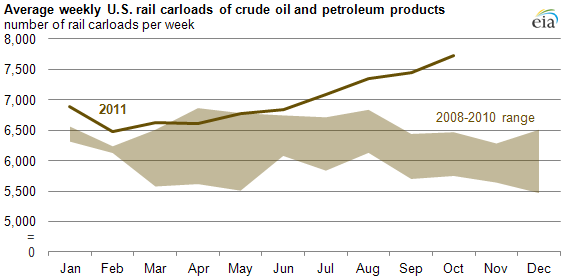 Average weekly U.S. rail carloads of crude oil and petroleum products
number of rail carloads per week
eia
8,000
7,500
7,000
6,500
6,000
5,500
5,000
=
0
2011
2008-2010 range
Jan Feb Mar Apr May Jun Jul Aug Sep Oct Nov Dec